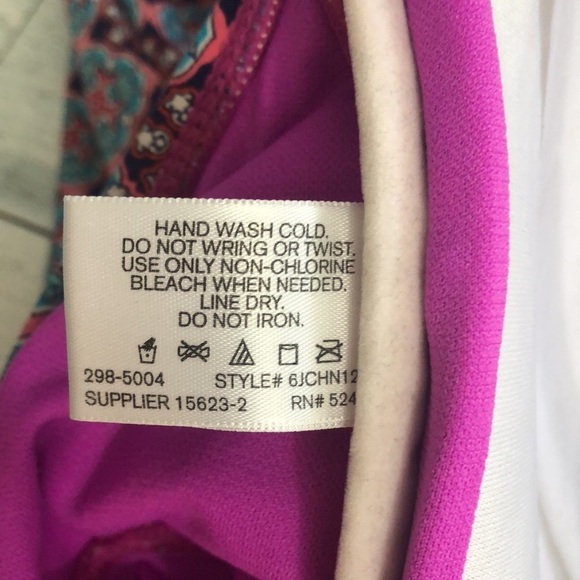 HAND WASH COLD.
DO NOT WRING OR TWIST.
USE ONLY NON-CHLORINE
BLEACH WHEN NEEDED.
LINE DRY.
DO NOT IRON.
298-5004 STYLE# 6JCHN12
SUPPLIER 15623-2 RN# 524